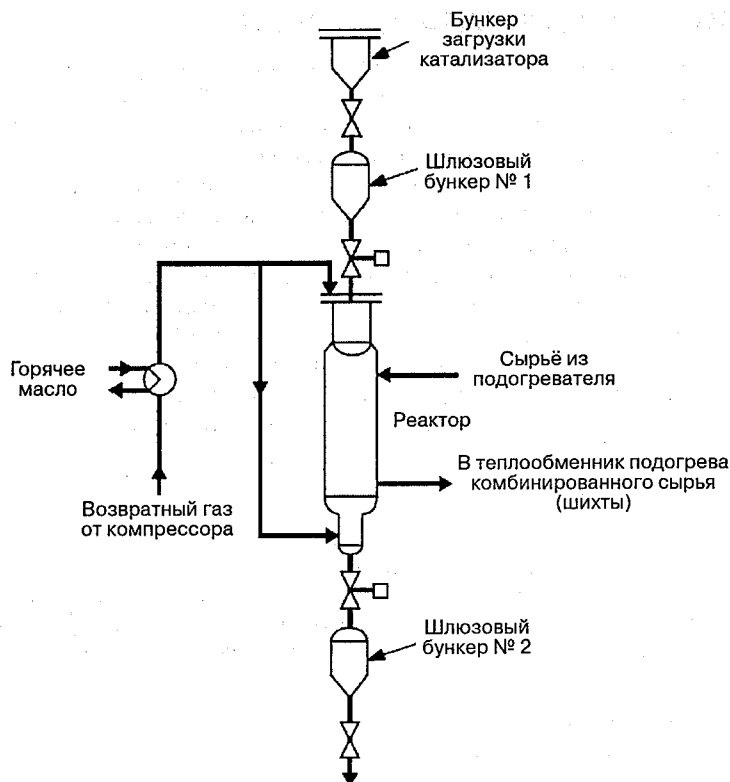 Бункер
загрузки
катализатора
Шлюзовый
бункер № 1
Горячее
масло
Сырьё из
подогревателя
Реактор
В теплообменник подогрева
комбинированного сырья
(шихты)
Возвратный газ
от компрессора
Шлюзовый
бункер № 2